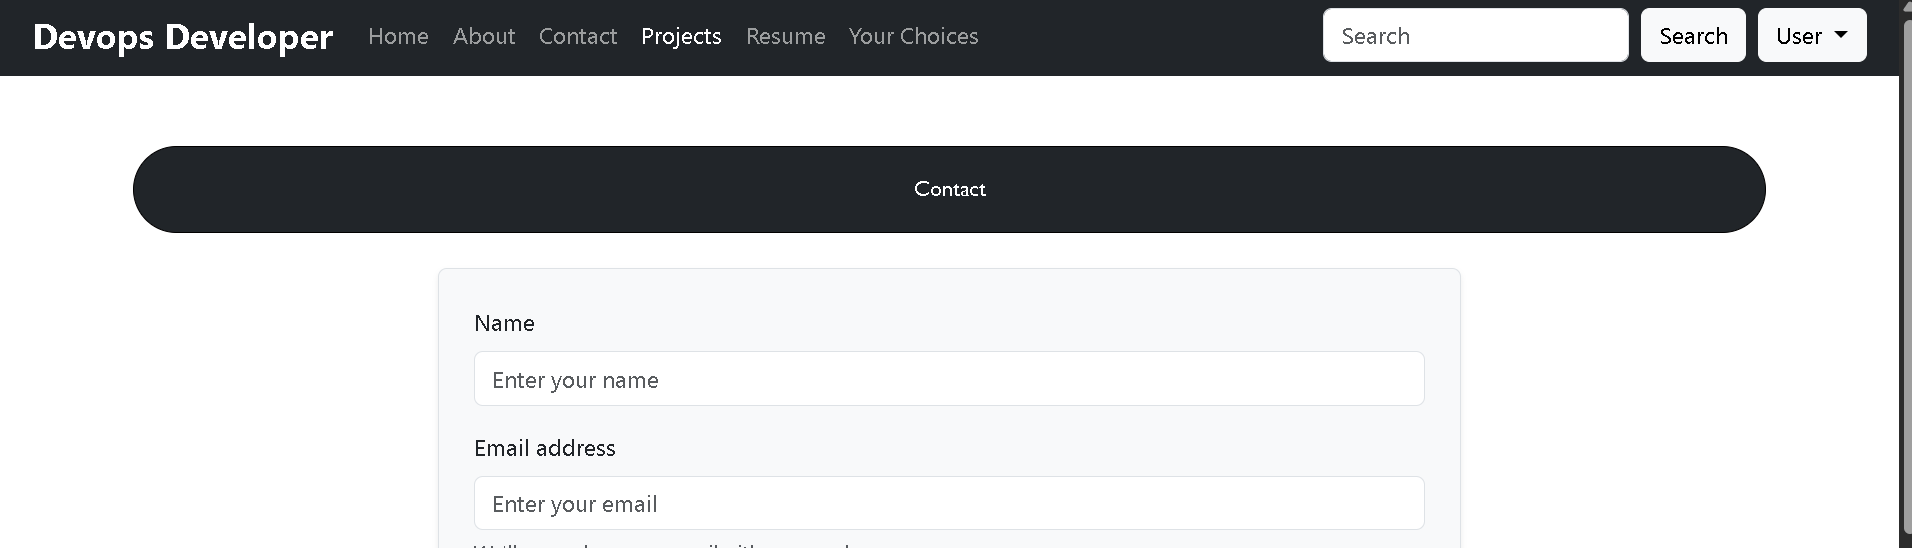 Devops Developer Home About Contact Projects Resume Your Choices Search Search User
Contact
Name
Enter your name
Email address
Enter your email